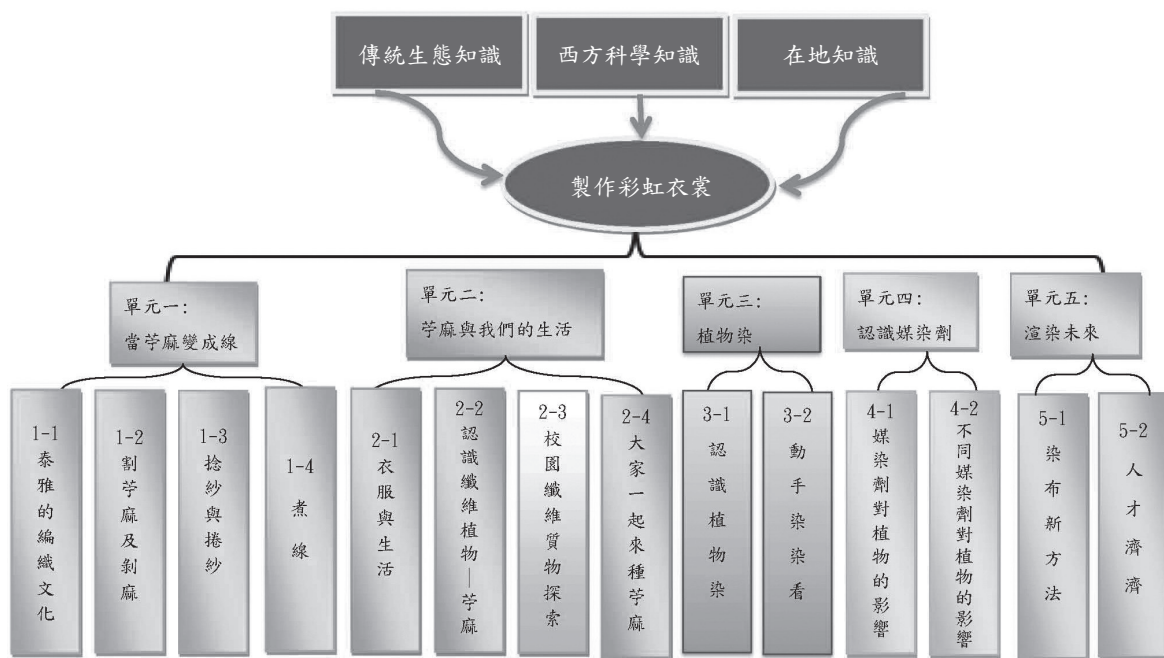 傳統生態知識
西方科學知識
在地知識
製作彩虹衣裳
單元一:
當苧麻變成線
單元二:
苧麻與我們的生活
單元三:
植物染
單元四:
認識媒染劑
單元五:
渲染未來
1-1
泰雅的編織文化
1-2
割苧麻及剝麻
1-3
捻紗與捲紗
1-4
煮線
2-1
衣服與生活
2-2
認識纖維植物—苧麻
2-3
校園纖維質物探索
2-4
大家一起來種苧麻
3-1
認識植物染
3-2
動手染染看
4-1
媒染劑對植物的影響
4-2
不同媒染劑對植物的影響
5-1
染布新方法
5-2
人才濟濟